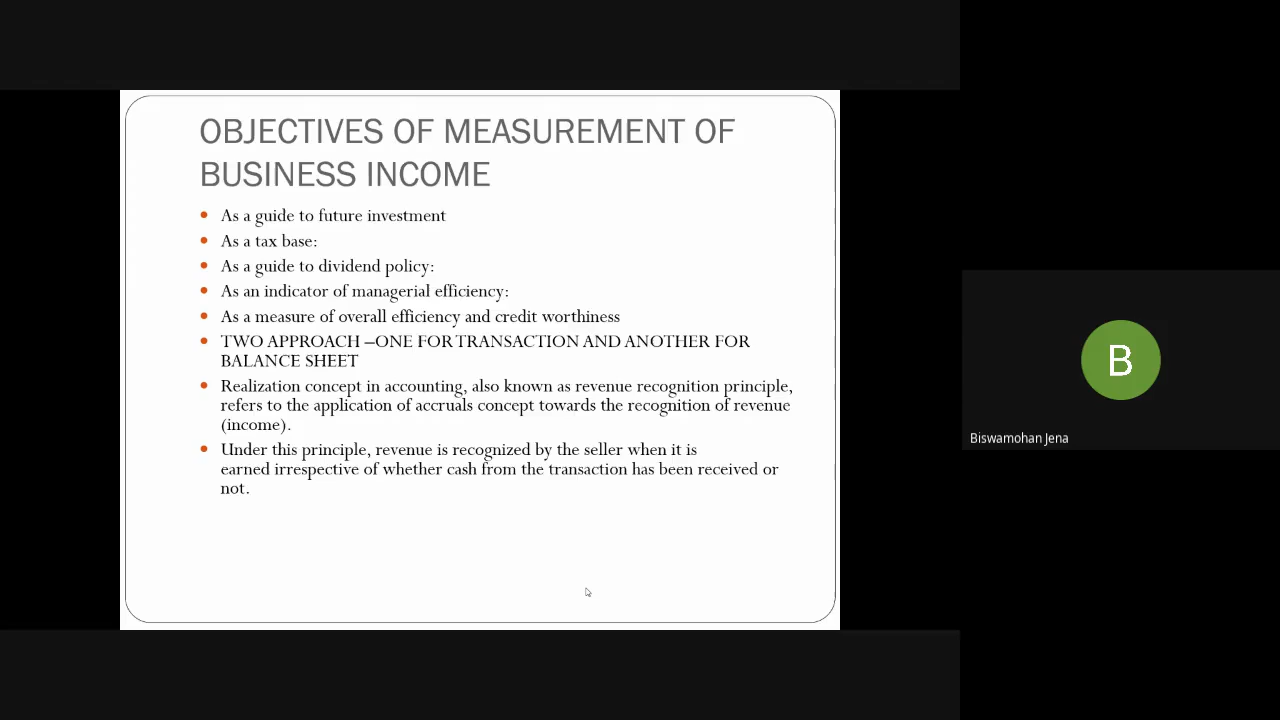 OBJECTIVES OF MEASUREMENT OF
BUSINESS INCOME
• As a guide to future investment
• As a tax base:
• As a guide to dividend policy:
• As an indicator of managerial efficiency:
• As a measure of overall efficiency and credit worthiness
• TWO APPROACH –ONE FOR TRANSACTION AND ANOTHER FOR
BALANCE SHEET
• Realization concept in accounting, also known as revenue recognition principle,
refers to the application of accruals concept towards the recognition of revenue
(income).
• Under this principle, revenue is recognized by the seller when it is
earned irrespective of whether cash from the transaction has been received or
not.
B
Biswamohan Jena